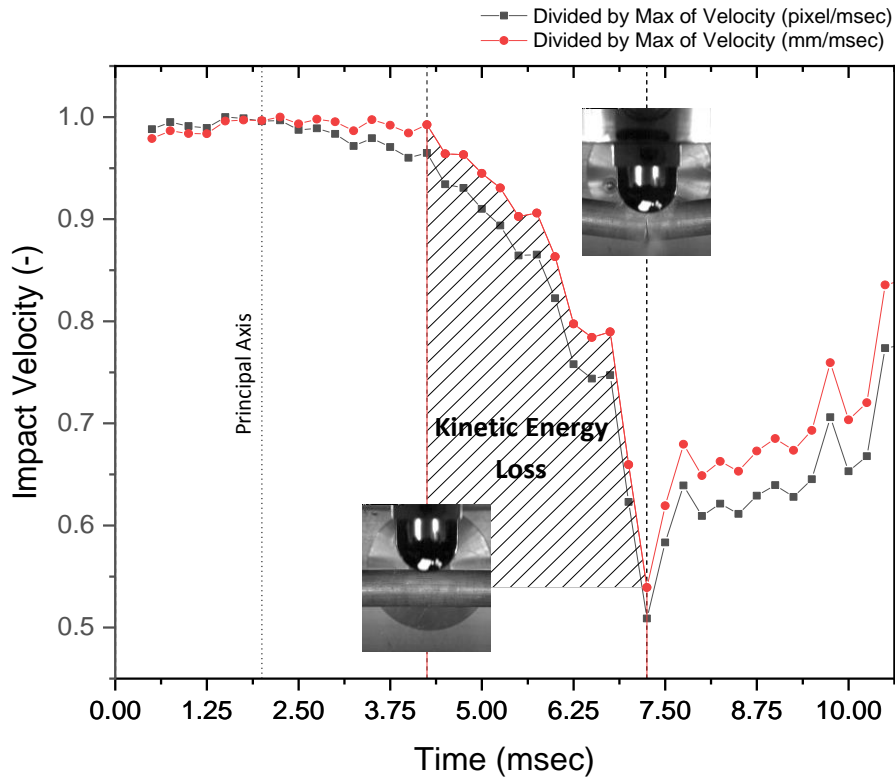 Divided by Max of Velocity (pixel/msec)
Divided by Max of Velocity (mm/msec)
1.0
0.9
0.8
0.7
0.6
0.5
Impact Velocity (-)
Principal Axis
Kinetic Energy
Loss
0.00 1.25 2.50 3.75 5.00 6.25 7.50 8.75 10.00
Time (msec)